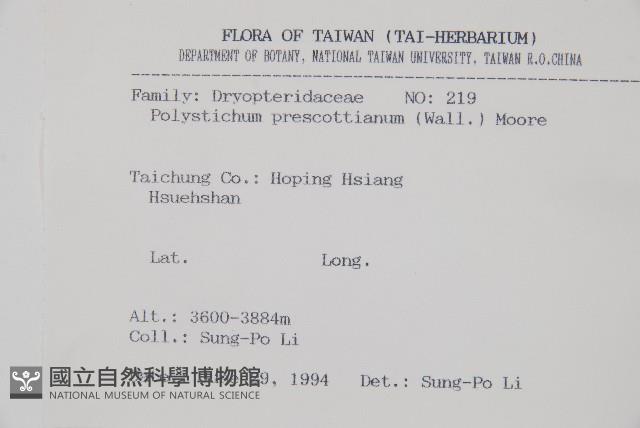 FLORA OF TAIWAN (TAI-HERBARIUM)
DEPARTMENT OF BOTANY, NATIONAL TAIWAN UNIVERSITY, TAIWAN R.O.CHINA
Family: Dryopteridaceae NO: 219
Polystichum prescottianum (Wall.) Moore
Taichung Co.: Hoping Hsiang
Hsuehshan
Lat. Long.
Alt.: 3600-3884m
Coll.: Sung-Po Li
1994 Det.: Sung-Po Li
國立自然科學博物館
NATIONAL MUSEUM OF NATURAL SCIENCE